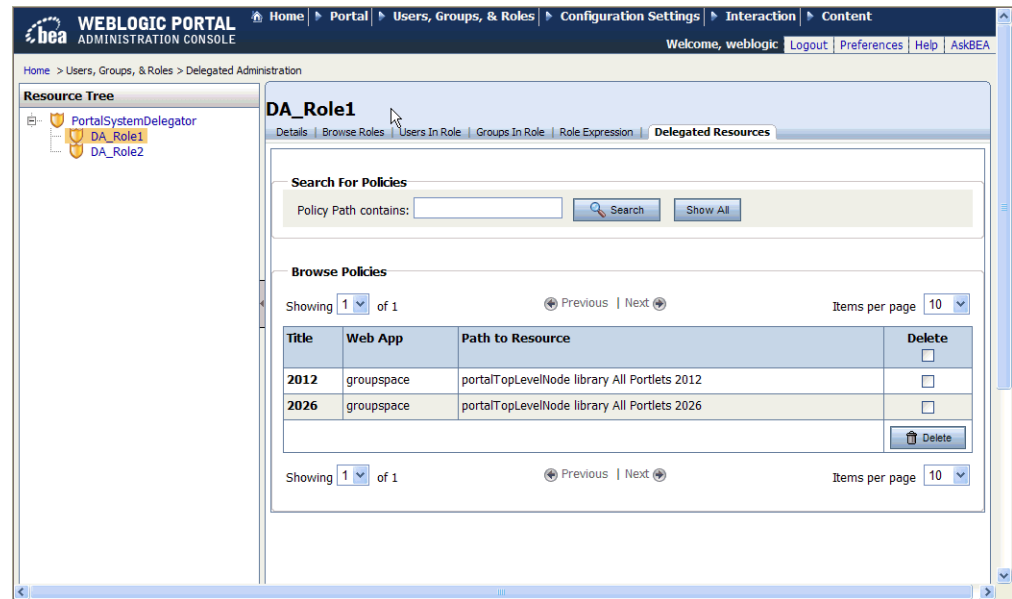 bea WEBLOGIC PORTAL ADMINISTRATION CONSOLE
Home | Portal | Users, Groups, & Roles | Configuration Settings | Interaction | Content
Welcome, weblogic Logout Preferences Help AskBEA
Home > Users, Groups, & Roles > Delegated Administration
Resource Tree
PortalSystemDelegator
DA_Role1
DA_Role2
DA_Role1
Details | Browse Roles | Users In Role | Groups In Role | Role Expression | Delegated Resources
Search For Policies
Policy Path contains: Search Show All
Browse Policies
Showing 1 of 1 Previous | Next Items per page 10
Title Web App Path to Resource Delete
2012 groupspace portalTopLevelNode library All Portlets 2012
2026 groupspace portalTopLevelNode library All Portlets 2026
Delete
Showing 1 of 1 Previous | Next Items per page 10